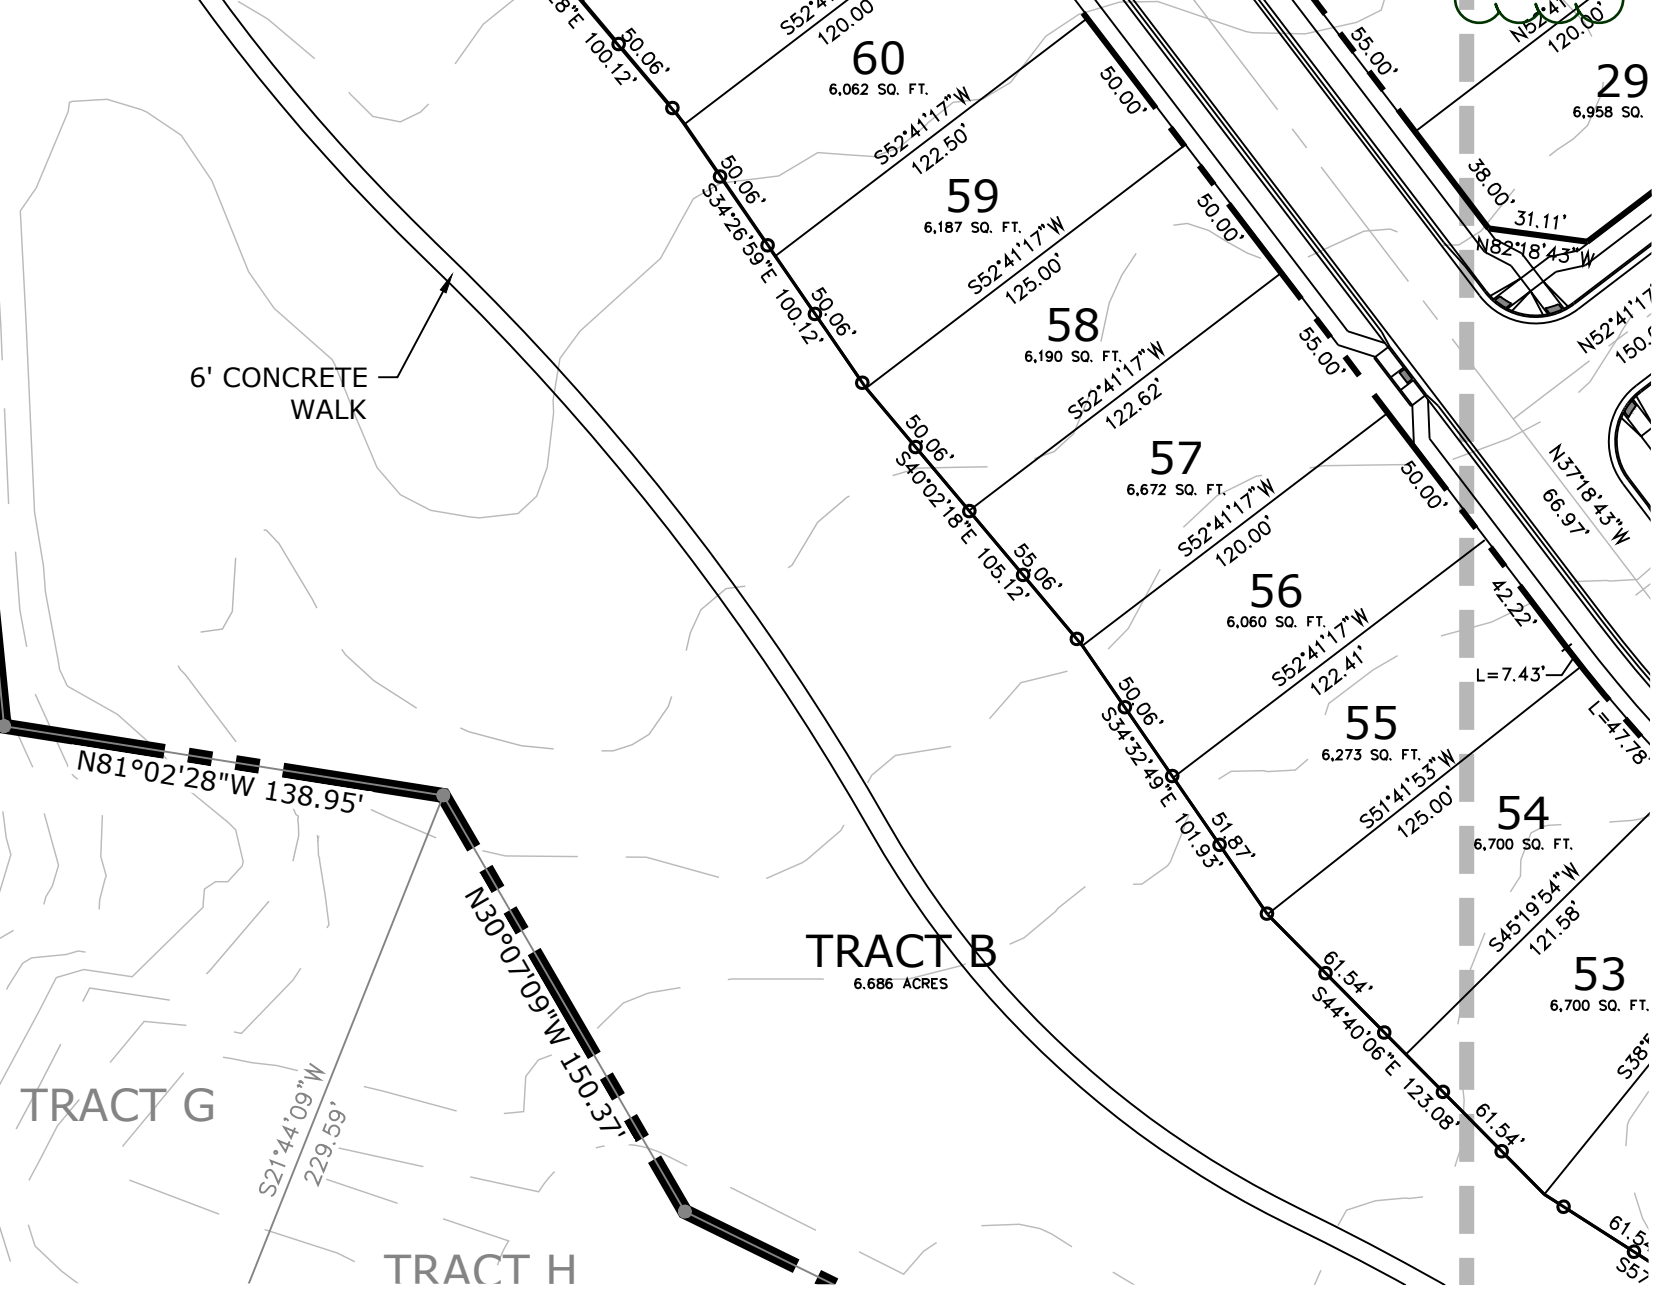 50.06'
100.12'
120.00'
60
6,062 SQ. FT.
55.00'
120.00'
29
6,958 SQ.
50.00'
S52°41'17"W
122.50'
50.06'
S34°26'59"E 100.12'
50.06'
59
6,187 SQ. FT.
50.00'
38.00'
31.11'
N82°18'43"W
S52°41'17"W
125.00'
58
6,190 SQ. FT.
55.00'
N52°41'17
6' CONCRETE
WALK
S52°41'17"W
122.62'
50.06'
S40°02'18"E 105.12'
55.06'
57
6,672 SQ. FT.
50.00'
N37°18'43"W
66.97'
S52°41'17"W
120.00'
56
6,060 SQ. FT.
42.22'
L=7.43'
L=47.78
S52°41'17"W
122.41'
50.06'
S34°32'49"E 101.93'
51.87'
55
6,273 SQ. FT.
S51°41'53"W
125.00'
54
6,700 SQ. FT.
N81°02'28"W 138.95'
N30°07'09"W 150.37'
TRACT B
6.686 ACRES
S45°19'54"W
121.58'
53
6,700 SQ. FT.
61.54'
S44°40'06"E 123.08'
61.54'
TRACT G
S21°44'09"W
229.59'
TRACT H
61.5
S57